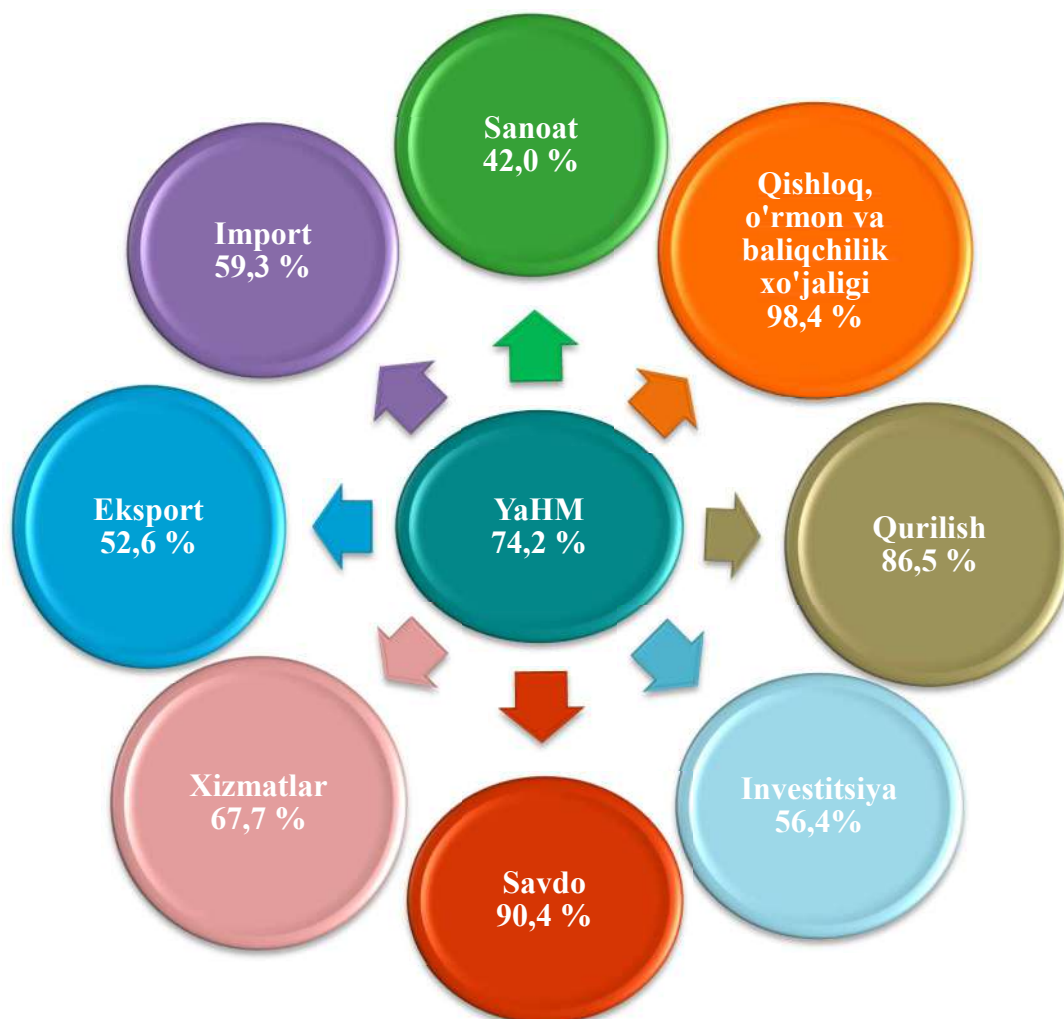 Sanoat
42,0 %
Qishloq,
o'rmon va
baliqchilik
xo'jaligi
98,4 %
Import
59,3 %
YaHM
74,2 %
Eksport
52,6 %
Qurilish
86,5 %
Xizmatlar
67,7 %
Investitsiya
56,4%
Savdo
90,4 %